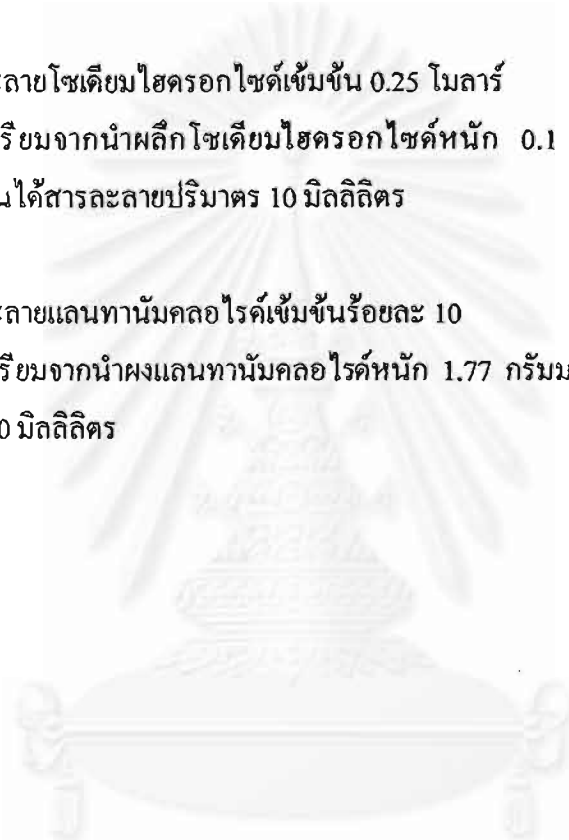 ะลายโซเดียมไฮดรอกไซด์เข้มข้น 0.25 โมลาร์
รียมจากนำผลึกโซเดียมไฮดรอกไซด์หนัก 0.1
นได้สารละลายปริมาตร 10 มิลลิลิตร
ะลายแลนทานัมคลอไรด์เข้มข้นร้อยละ 10
รียมจากนำผงแลนทานัมคลอไรด์หนัก 1.77 กรัมม
0 มิลลิลิตร